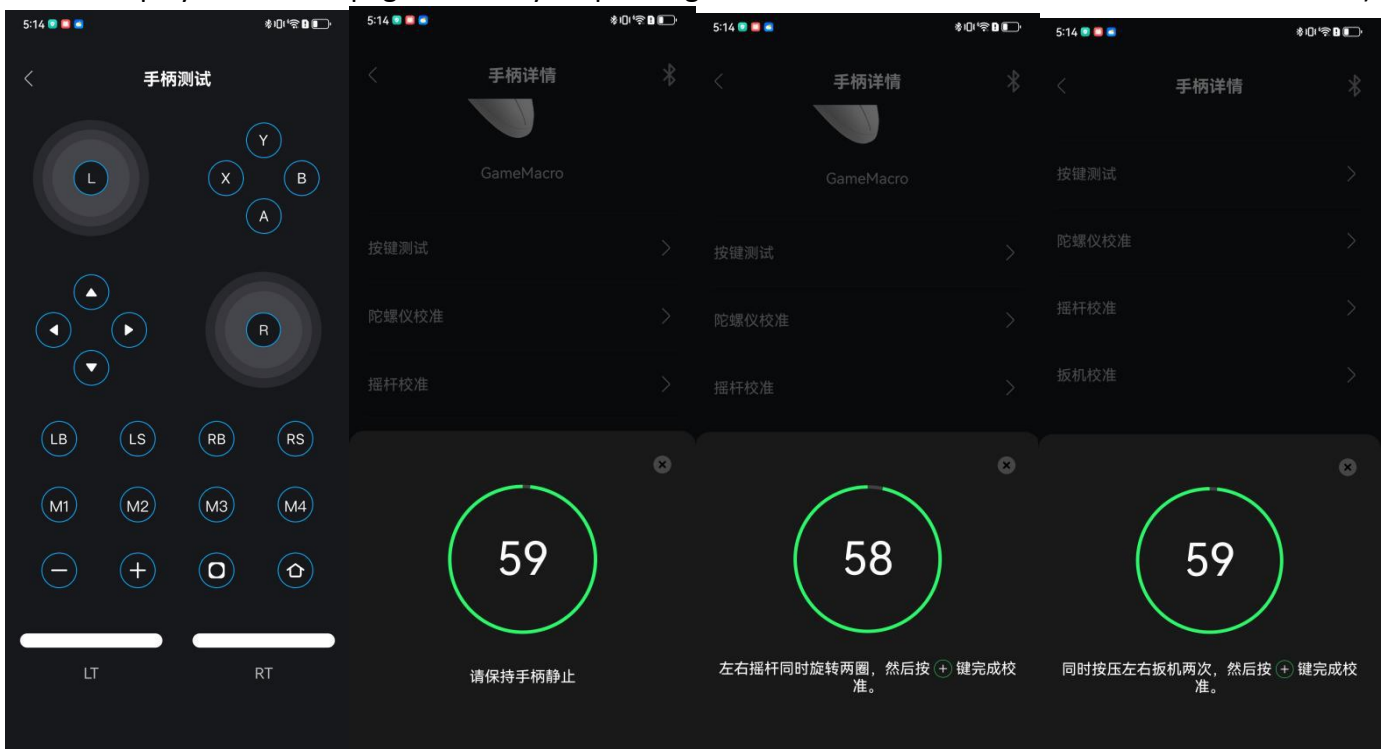 5:14
手柄测试
Y
L
X
B
A
R
LB
LS
RB
RS
M1
M2
M3
M4
LT
RT
5:14
手柄详情
GameMacro
按键测试
陀螺仪校准
摇杆校准
59
请保持手柄静止
5:14
手柄详情
GameMacro
按键测试
陀螺仪校准
摇杆校准
58
左右摇杆同时旋转两圈，然后按 + 键完成校
准。
5:14
手柄详情
按键测试
陀螺仪校准
摇杆校准
扳机校准
59
同时按压左右扳机两次，然后按 + 键完成校
准。